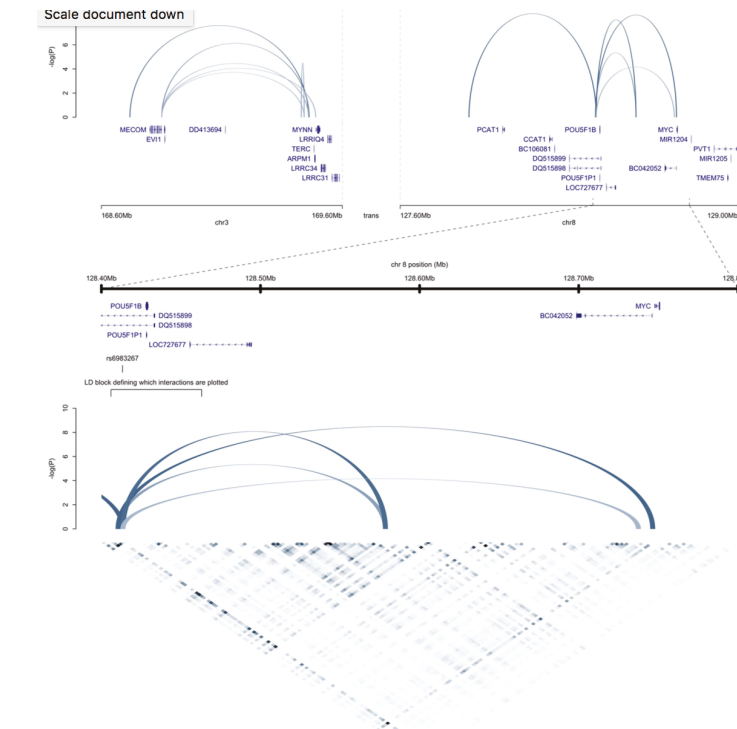 Scale document down
-log(P)
6
4
2
0
MECOM DD413694 MYNN PCAT1 POU5F1B MYC
EVI1 LRRIQ4 CCAT1 MIR1204
TERC BC106081 PVT1
ARPM1 DQ515899 MIR1205
LRRC34 DQ515898 BC042052
LRRC31 POU5F1P1 TMEM75
LOC727677
168.60Mb 169.60Mb trans 127.60Mb 129.00Mb
chr3 chr8
chr 8 position (Mb)
128.40Mb 128.50Mb 128.60Mb 128.70Mb
POU5F1B MYC
DQ515899 BC042052
DQ515898
POU5F1P1
LOC727677
rs6983267
LD block defining which interactions are plotted
-log(P)
10
8
6
4
2
0